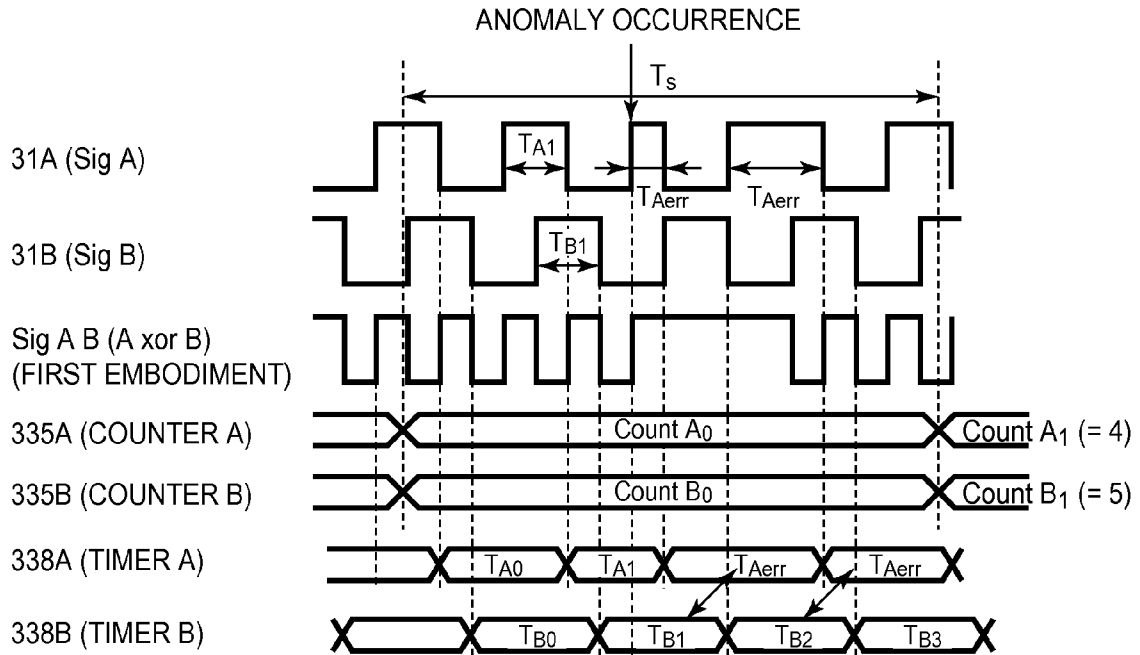 ANOMALY OCCURRENCE
TS
31A (Sig A)
TA1
TAerr
TAerr
31B (Sig B)
TB1
Sig A B (A xor B)
(FIRST EMBODIMENT)
335A (COUNTER A)
Count A0
Count A1 (= 4)
335B (COUNTER B)
Count B0
Count B1 (= 5)
338A (TIMER A)
TA0
TA1
TAerr
TAerr
338B (TIMER B)
TB0
TB1
TB2
TB3